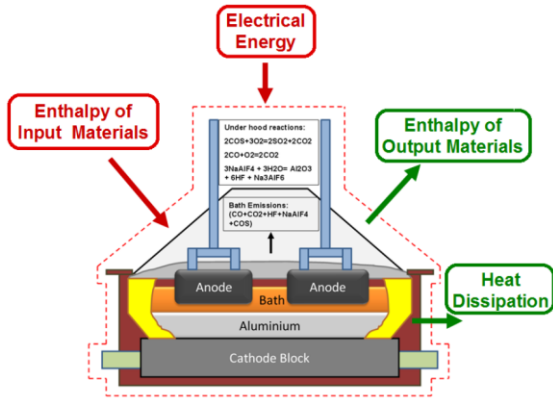 Electrical
Energy
Enthalpy of
Input Materials
Enthalpy of
Output Materials
Under hood reactions:
2COS+3O2=2SO2+2CO2
2CO+O2=2CO2
3NaAlF4 + 3H2O= Al2O3
+ 6HF + Na3AlF6
Bath Emissions:
(CO+CO2+HF+NaAlF4
+COS)
Heat
Dissipation
Anode
Anode
Bath
Aluminium
Cathode Block